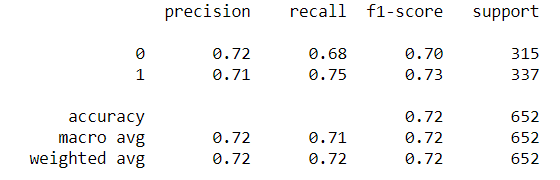 precision recall f1-score support
0 0.72 0.68 0.70 315
1 0.71 0.75 0.73 337
accuracy 0.72 652
macro avg 0.72 0.71 0.72 652
weighted avg 0.72 0.72 0.72 652